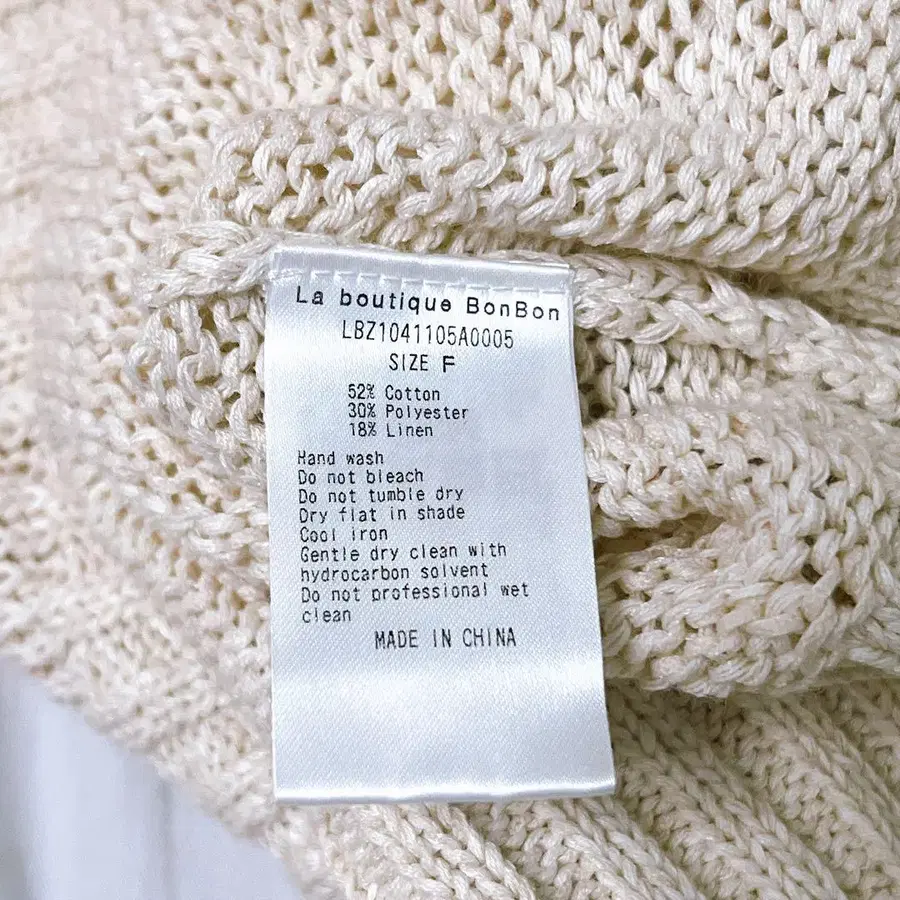 La boutique BonBon
LBZ1041105A0005
SIZE F
52% Cotton
30% Polyester
18% Linen
Hand wash
Do not bleach
Do not tumble dry
Dry flat in shade
Cool iron
Gentle dry clean with
hydrocarbon solvent
Do not professional wet
clean
MADE IN CHINA